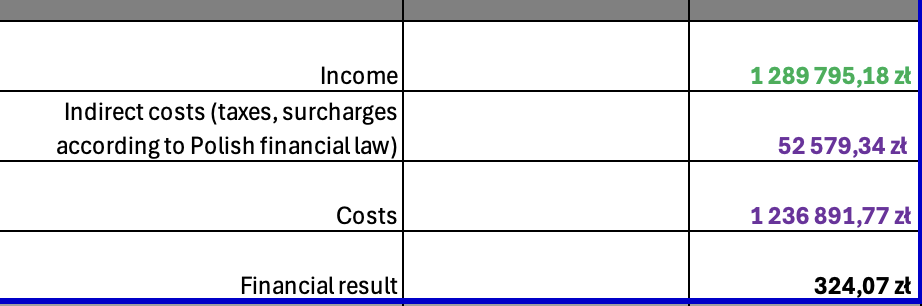 Income 1 289 795,18 zł
Indirect costs (taxes, surcharges
according to Polish financial law) 52 579,34 zł
Costs 1 236 891,77 zł
Financial result 324,07 zł